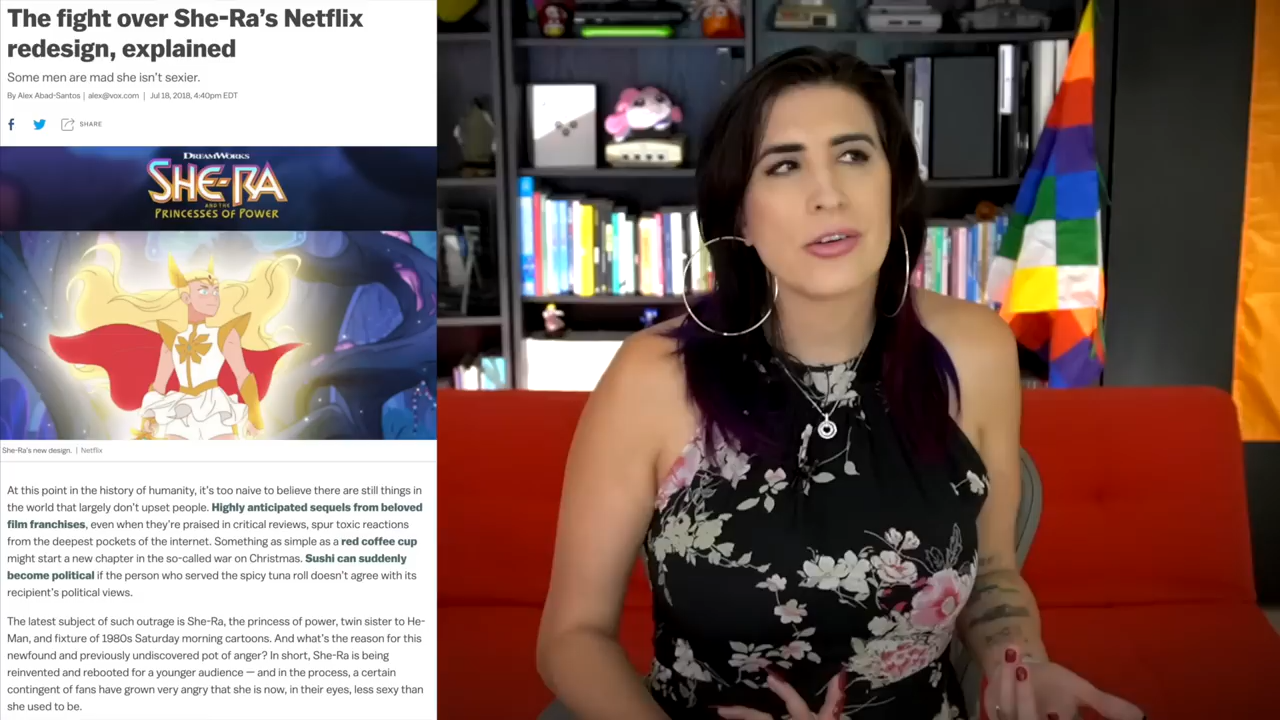 The fight over She-Ra's Netflix
redesign, explained
Some men are mad she isn't sexier.
By Alex Abad-Santos | alex@vox.com | Jul 18, 2018, 4:40pm EDT
SHARE
DREAMWORKS
SHE-RA
AND THE
PRINCESSES OF POWER
She-Ra's new design. | Netflix
At this point in the history of humanity, it's too naive to believe there are still things in
the world that largely don't upset people. Highly anticipated sequels from beloved
film franchises, even when they're praised in critical reviews, spur toxic reactions
from the deepest pockets of the internet. Something as simple as a red coffee cup
might start a new chapter in the so-called war on Christmas. Sushi can suddenly
become political if the person who served the spicy tuna roll doesn't agree with its
recipient's political views.
The latest subject of such outrage is She-Ra, the princess of power, twin sister to He-
Man, and fixture of 1980s Saturday morning cartoons. And what's the reason for this
newfound and previously undiscovered pot of anger? In short, She-Ra is being
reinvented and rebooted for a younger audience — and in the process, a certain
contingent of fans have grown very angry that she is now, in their eyes, less sexy than
she used to be.